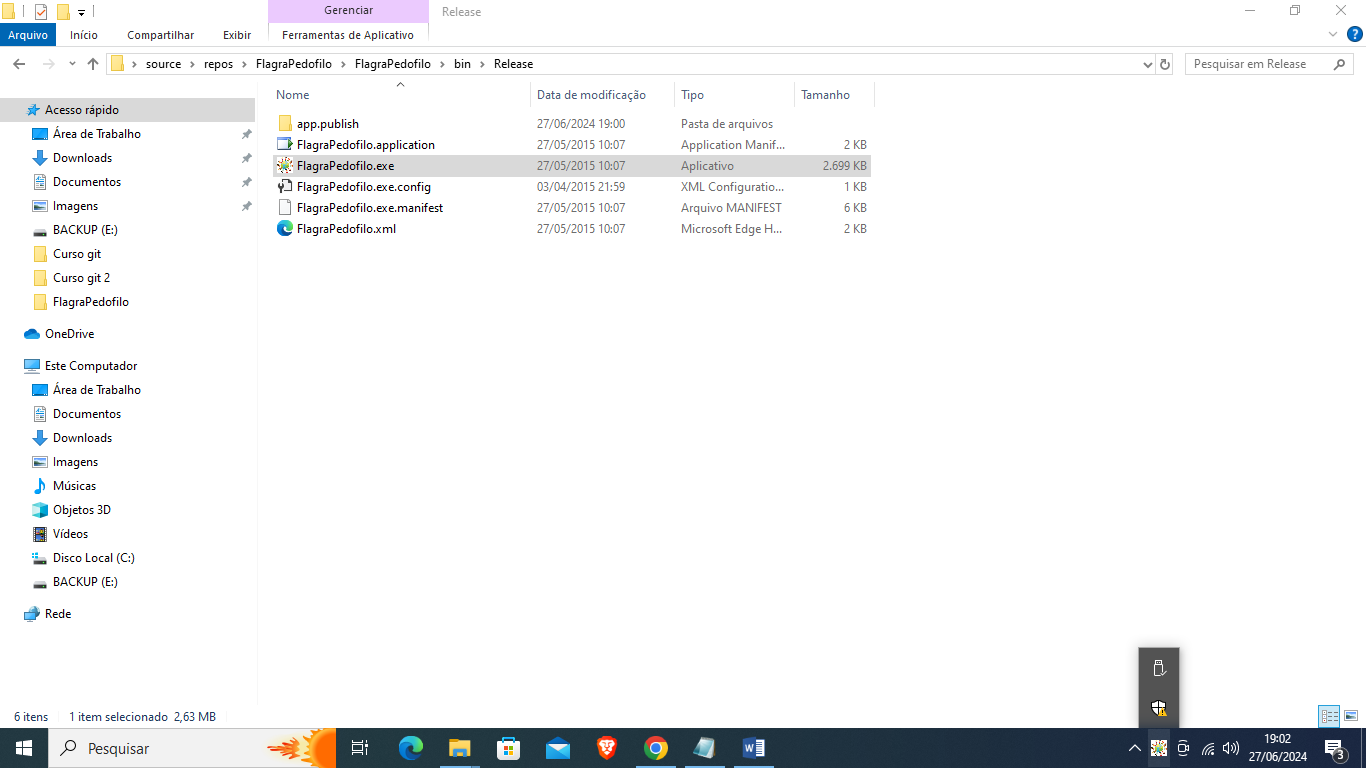 Gerenciar
Release
Arquivo
Início
Compartilhar
Exibir
Ferramentas de Aplicativo
source
repos
FlagraPedofilo
FlagraPedofilo
bin
Release
Pesquisar em Release
Nome
Data de modificação
Tipo
Tamanho
app.publish 27/06/2024 19:00 Pasta de arquivos
FlagraPedofilo.application 27/05/2015 10:07 Application Manif... 2 KB
FlagraPedofilo.exe 27/05/2015 10:07 Aplicativo 2.699 KB
FlagraPedofilo.exe.config 03/04/2015 21:59 XML Configuratio... 1 KB
FlagraPedofilo.exe.manifest 27/05/2015 10:07 Arquivo MANIFEST 6 KB
FlagraPedofilo.xml 27/05/2015 10:07 Microsoft Edge H... 2 KB
Acesso rápido
Área de Trabalho
Downloads
Documentos
Imagens
BACKUP (E:)
Curso git
Curso git 2
FlagraPedofilo
OneDrive
Este Computador
Área de Trabalho
Documentos
Downloads
Imagens
Músicas
Objetos 3D
Vídeos
Disco Local (C:)
BACKUP (E:)
Rede
6 itens
1 item selecionado 2,63 MB
Pesquisar
19:02
27/06/2024
3